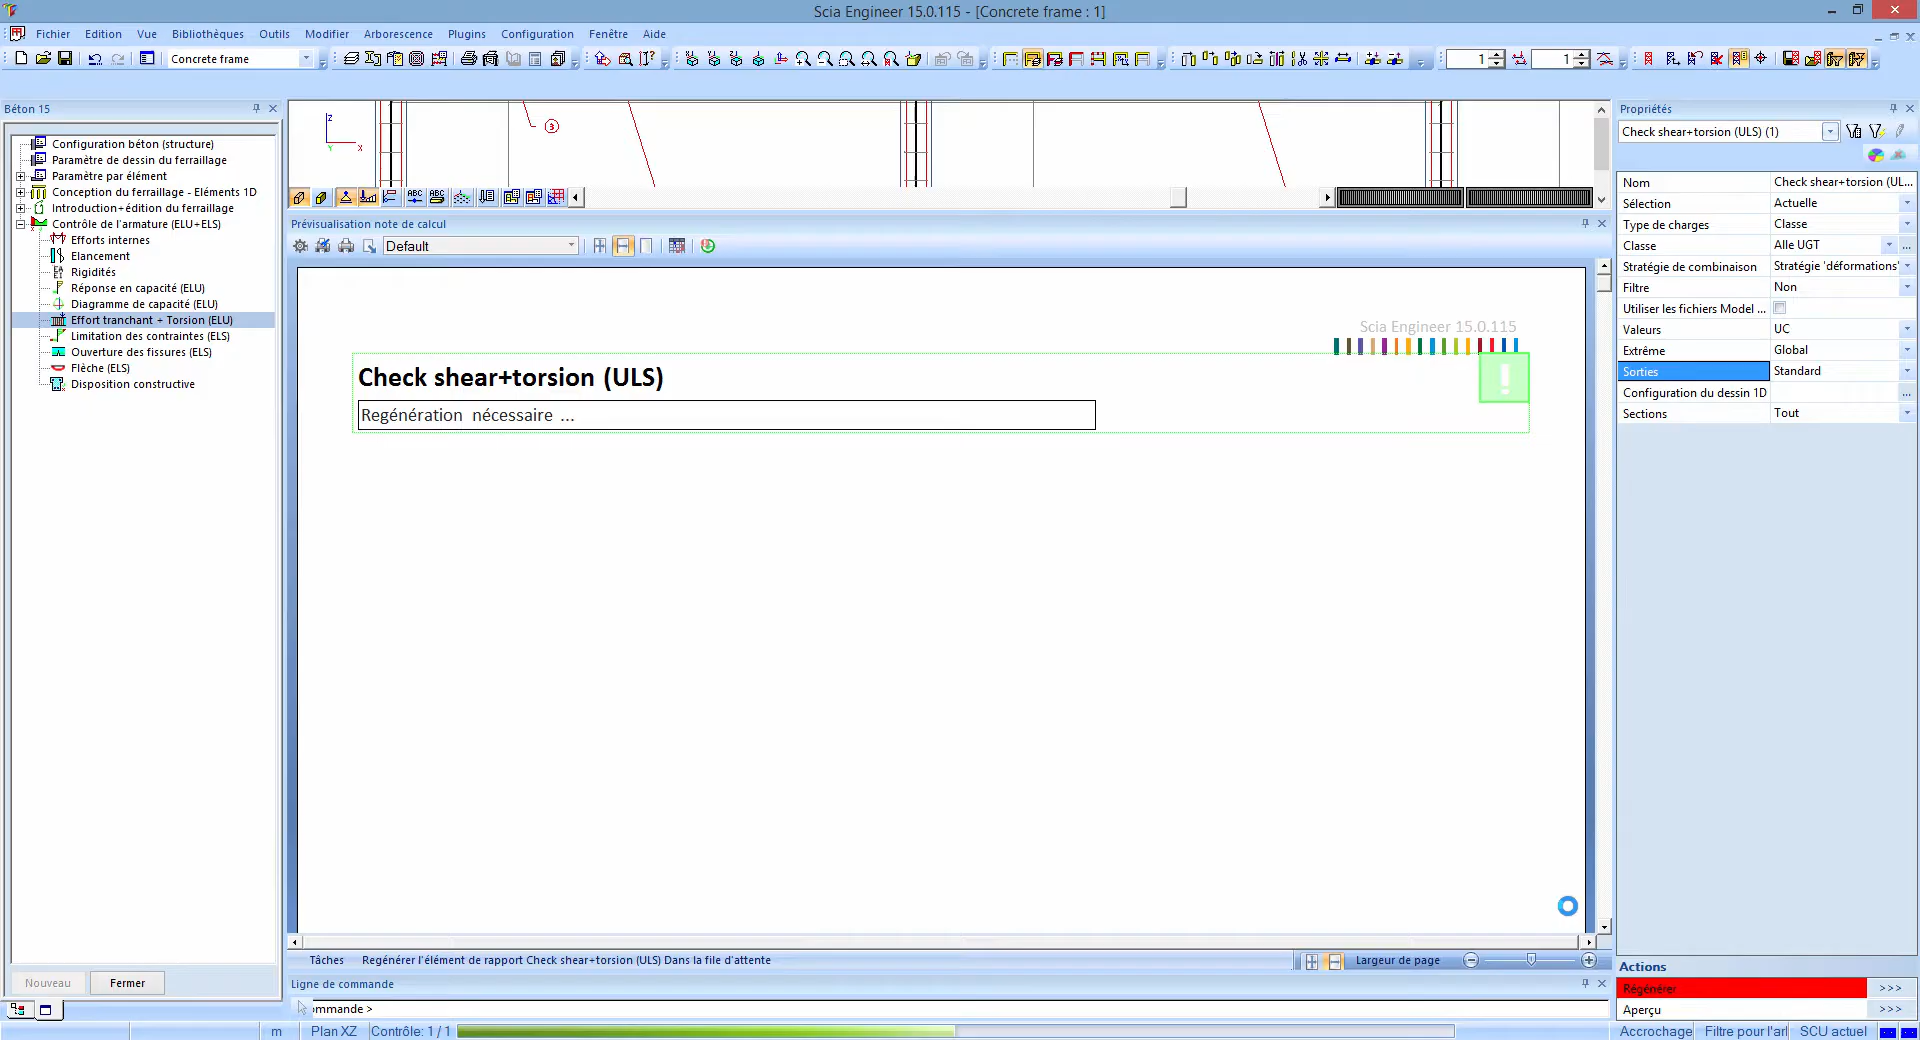 Scia Engineer 15.0.115 - [Concrete frame : 1]
Fichier Edition Vue Bibliothèques Outils Modifier Arborescence Plugins Configuration Fenêtre Aide
Concrete frame
1 1
Béton 15
Configuration béton (structure)
Paramètre de dessin du ferraillage
Paramètre par élément
Conception du ferraillage - Eléments 1D
Introduction+édition du ferraillage
Contrôle de l'armature (ELU+ELS)
Efforts internes
Elancement
Rigidités
Réponse en capacité (ELU)
Diagramme de capacité (ELU)
Effort tranchant + Torsion (ELU)
Limitation des contraintes (ELS)
Ouverture des fissures (ELS)
Flèche (ELS)
Disposition constructive
Nouveau Fermer
Z
X
Y
3
ABC ABC
Prévisualisation note de calcul
Default
Scia Engineer 15.0.115
Check shear+torsion (ULS)
Regénération nécessaire ...
!
Tâches Regénérer l'élément de rapport Check shear+torsion (ULS) Dans la file d'attente
Largeur de page
Ligne de commande
ommande >
Propriétés
Check shear+torsion (ULS) (1)
Nom Check shear+torsion (UL...
Sélection Actuelle
Type de charges Classe
Classe Alle UGT ...
Stratégie de combinaison Stratégie 'déformations'
Filtre Non
Utiliser les fichiers Model ...
Valeurs UC
Extrême Global
Sorties Standard
Configuration du dessin 1D ...
Sections Tout
Actions
Régénérer >>>
Aperçu >>>
m Plan XZ Contrôle: 1 / 1 Accrochage Filtre pour l'ar SCU actuel